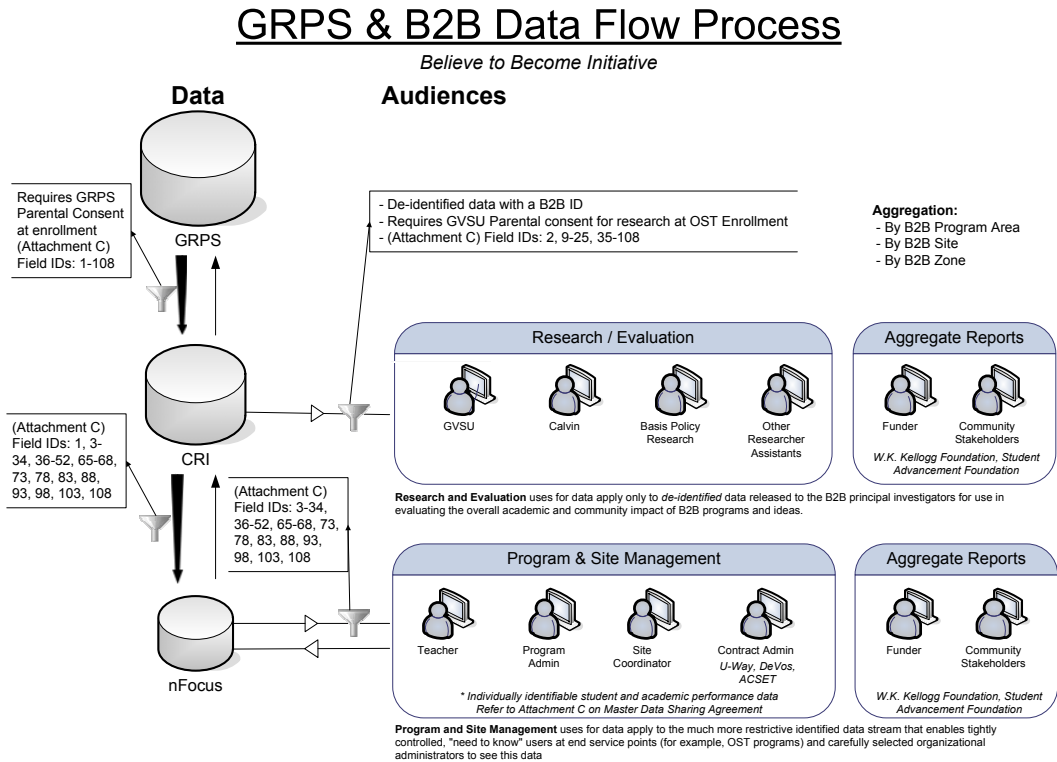 GRPS & B2B Data Flow Process
Believe to Become Initiative
Data
Audiences
Requires GRPS
Parental Consent
at enrollment
(Attachment C)
Field IDs: 1-108
GRPS
- De-identified data with a B2B ID
- Requires GVSU Parental consent for research at OST Enrollment
- (Attachment C) Field IDs: 2, 9-25, 35-108
Aggregation:
- By B2B Program Area
- By B2B Site
- By B2B Zone
Research / Evaluation
GVSU
Calvin
Basis Policy
Research
Other
Researcher
Assistants
Aggregate Reports
Funder
Community
Stakeholders
W.K. Kellogg Foundation, Student
Advancement Foundation
CRI
(Attachment C)
Field IDs: 1, 3-
34, 36-52, 65-68,
73, 78, 83, 88,
93, 98, 103, 108
(Attachment C)
Field IDs: 3-34,
36-52, 65-68, 73,
78, 83, 88, 93,
98, 103, 108
Research and Evaluation uses for data apply only to de-identified data released to the B2B principal investigators for use in
evaluating the overall academic and community impact of B2B programs and ideas.
Program & Site Management
Teacher
Program
Admin
Site
Coordinator
Contract Admin
U-Way, DeVos,
ACSET
* Individually identifiable student and academic performance data
Refer to Attachment C on Master Data Sharing Agreement
Aggregate Reports
Funder
Community
Stakeholders
W.K. Kellogg Foundation, Student
Advancement Foundation
nFocus
Program and Site Management uses for data apply to the much more restrictive identified data stream that enables tightly
controlled, "need to know" users at end service points (for example, OST programs) and carefully selected organizational
administrators to see this data